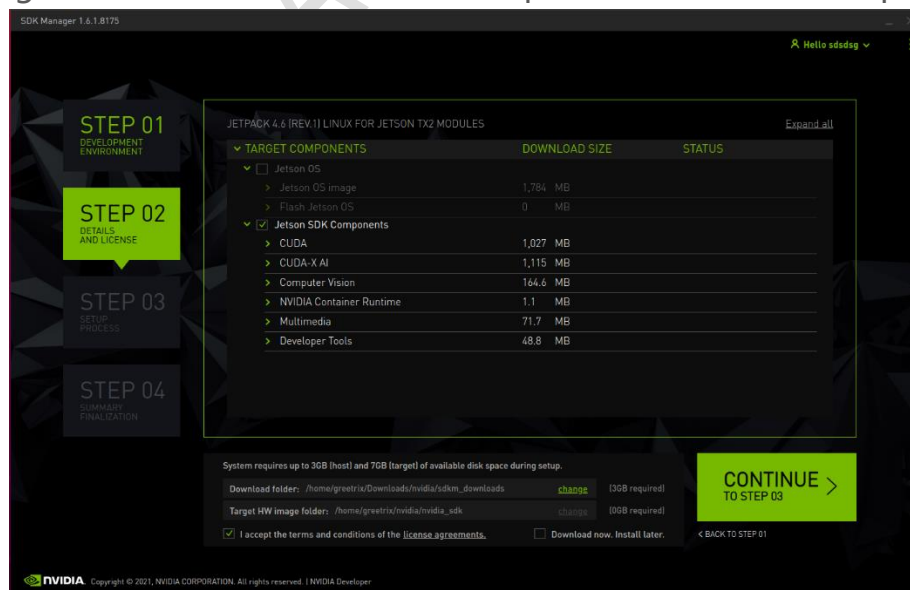 SDK Manager 1.6.1.8175
Hello sdsdsg
STEP 01
DEVELOPMENT
ENVIRONMENT
STEP 02
DETAILS
AND LICENSE
STEP 03
SETUP
PROCESS
STEP 04
SUMMARY
FINALIZATION
JETPACK 4.6 (REV.1) LINUX FOR JETSON TX2 MODULES Expand all
TARGET COMPONENTS DOWNLOAD SIZE STATUS
Jetson OS
Jetson OS image 1,784 MB
Flash Jetson OS 0 MB
Jetson SDK Components
CUDA 1,027 MB
CUDA-X AI 1,115 MB
Computer Vision 164.6 MB
NVIDIA Container Runtime 1.1 MB
Multimedia 71.7 MB
Developer Tools 48.8 MB
System requires up to 3GB (host) and 7GB (target) of available disk space during setup.
Download folder: /home/greetrix/Downloads/nvidia/sdkm_downloads change (3GB required)
Target HW image folder: /home/greetrix/nvidia/nvidia_sdk change (0GB required)
I accept the terms and conditions of the license agreements. Download now. Install later.
CONTINUE >
TO STEP 03
< BACK TO STEP 01
NVIDIA. Copyright © 2021, NVIDIA CORPORATION. All rights reserved. | NVIDIA Developer